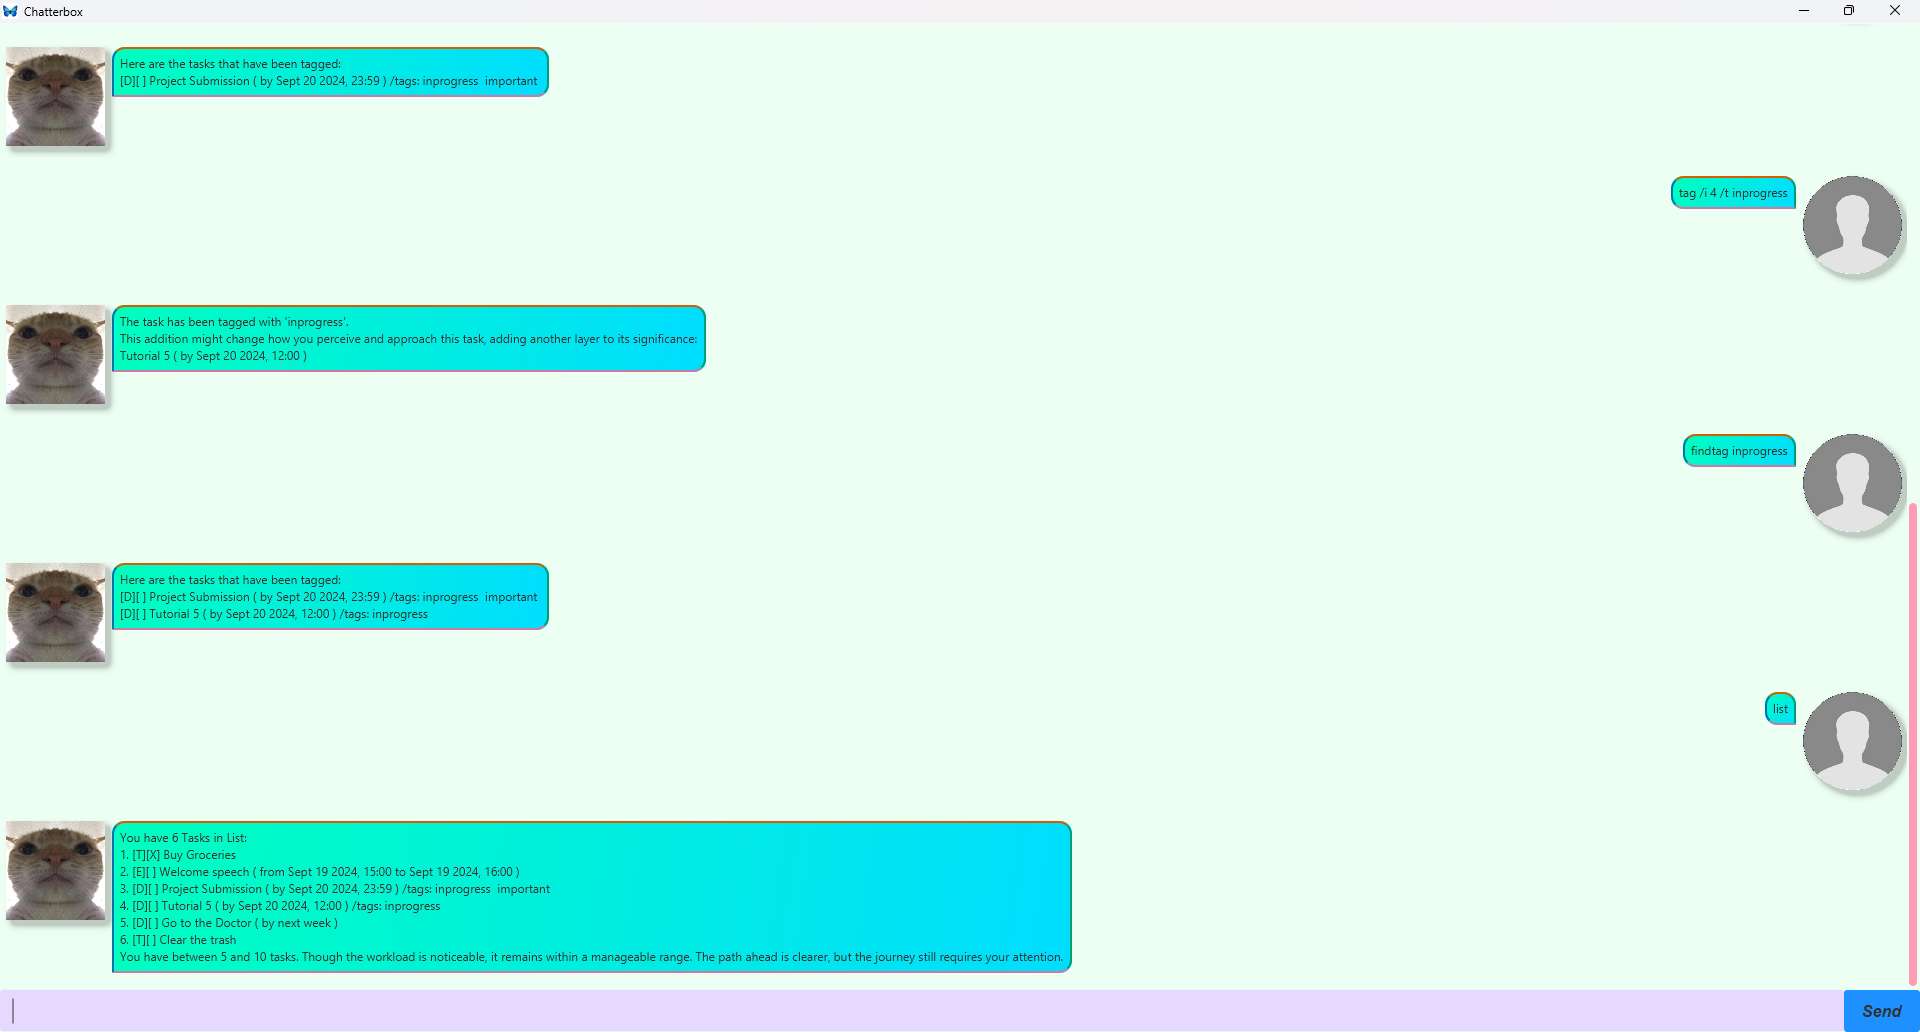 Chatterbox
Here are the tasks that have been tagged:
[D][ ] Project Submission ( by Sept 20 2024, 23:59 ) /tags: inprogress  important
tag /i 4 /t inprogress
The task has been tagged with 'inprogress'.
This addition might change how you perceive and approach this task, adding another layer to its significance:
Tutorial 5 ( by Sept 20 2024, 12:00 )
findtag inprogress
Here are the tasks that have been tagged:
[D][ ] Project Submission ( by Sept 20 2024, 23:59 ) /tags: inprogress  important
[D][ ] Tutorial 5 ( by Sept 20 2024, 12:00 ) /tags: inprogress
list
You have 6 Tasks in List:
1. [T][X] Buy Groceries
2. [E][ ] Welcome speech ( from Sept 19 2024, 15:00 to Sept 19 2024, 16:00 )
3. [D][ ] Project Submission ( by Sept 20 2024, 23:59 ) /tags: inprogress  important
4. [D][ ] Tutorial 5 ( by Sept 20 2024, 12:00 ) /tags: inprogress
5. [D][ ] Go to the Doctor ( by next week )
6. [T][ ] Clear the trash
You have between 5 and 10 tasks. Though the workload is noticeable, it remains within a manageable range. The path ahead is clearer, but the journey still requires your attention.
Send